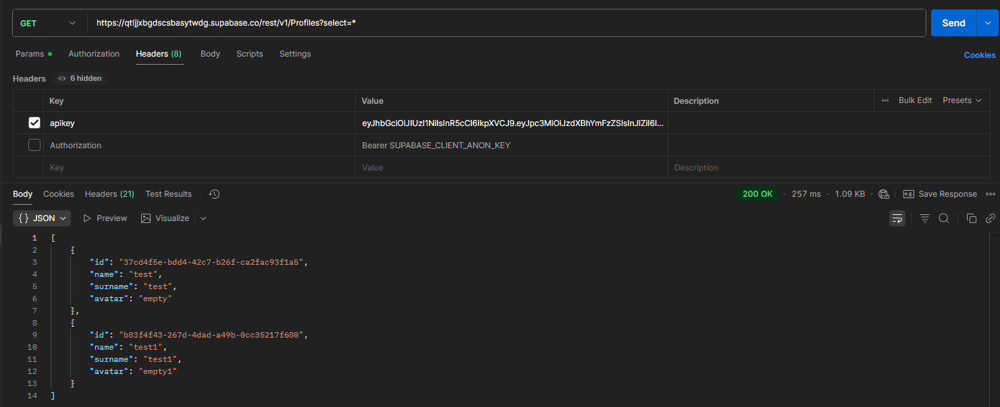 GET https://qtljjxbgdscsbasytwdg.supabase.co/rest/v1/Profiles?select=* Send
Params Authorization Headers (8) Body Scripts Settings Cookies
Headers 6 hidden
Key Value Description Bulk Edit Presets
apikey eyJhbGciOiJIUzI1NiIsInR5cCI6IkpXVCJ9.eyJpc3MiOiJzdXBhYmFzZSIsInJlZiI6I...
Authorization Bearer SUPABASE_CLIENT_ANON_KEY
Key Value Description
Body Cookies Headers (21) Test Results 200 OK • 257 ms • 1.09 KB • e.g. Save Response
{} JSON Preview Visualize
1 [
2 {
3 "id": "37cd4f5e-bdd4-42c7-b26f-ca2fac93f1a5",
4 "name": "test",
5 "surname": "test",
6 "avatar": "empty"
7 },
8 {
9 "id": "b83f4f43-267d-4dad-a49b-0cc35217f680",
10 "name": "test1",
11 "surname": "test1",
12 "avatar": "empty1"
13 }
14 ]